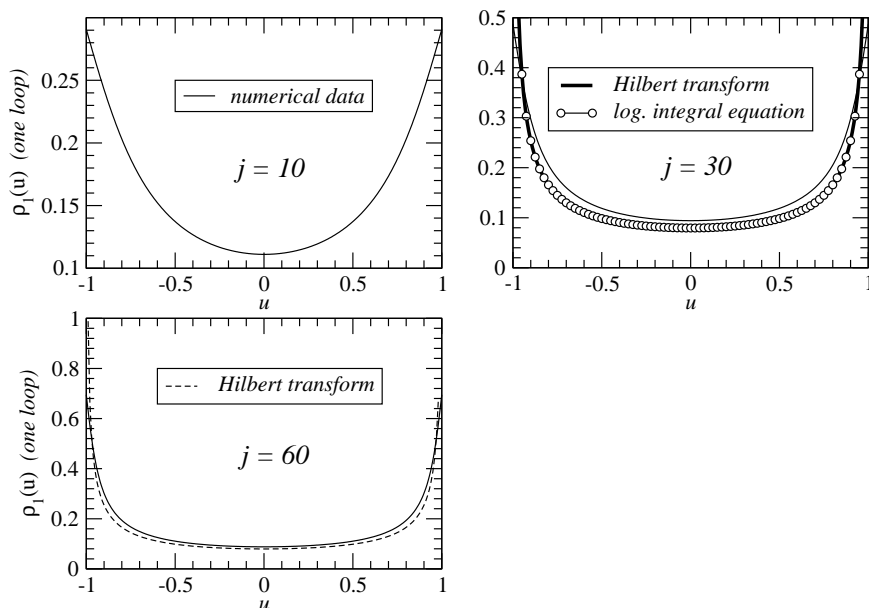 ρ₁(u) (one loop)
0.25
0.2
0.15
0.1
numerical data
j = 10
-1 -0.5 0 0.5 1
u
0.5
0.4
0.3
0.2
0.1
0
Hilbert transform
log. integral equation
j = 30
-1 -0.5 0 0.5 1
u
ρ₁(u) (one loop)
1
0.8
0.6
0.4
0.2
0
Hilbert transform
j = 60
-1 -0.5 0 0.5 1
u